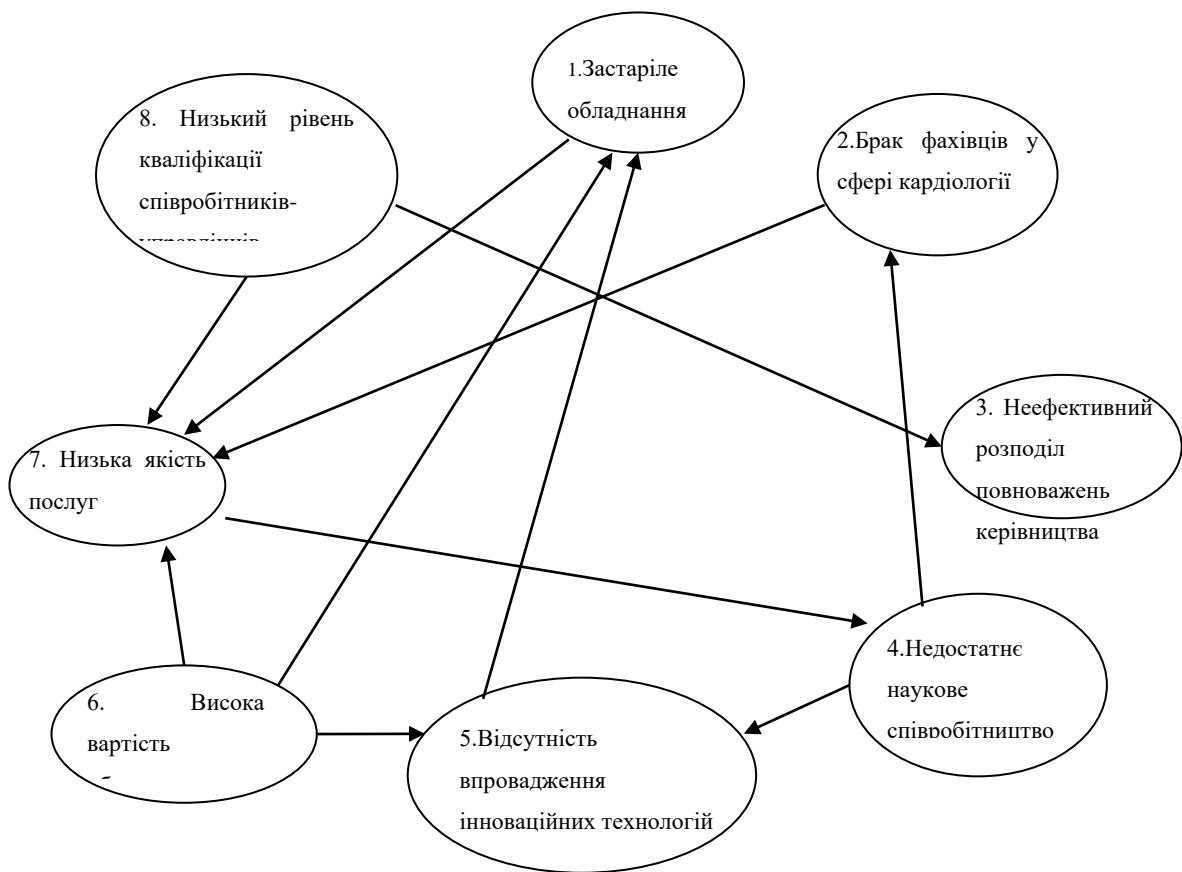 1.Застаріле
обладнання
8. Низький рівень
кваліфікації
співробітників-
2.Брак фахівців у
сфері кардіології
3. Неефективний
розподіл
повноважень
керівництва
7. Низька якість
послуг
4.Недостатнє
наукове
співробітництво
6. Висока
вартість
5.Відсутність
впровадження
інноваційних технологій